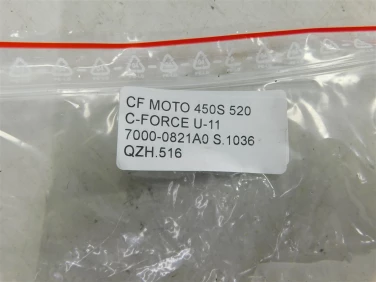 CF MOTO 450S 520
C-FORCE U-11
7000-0821A0 S.1036
QZH.516